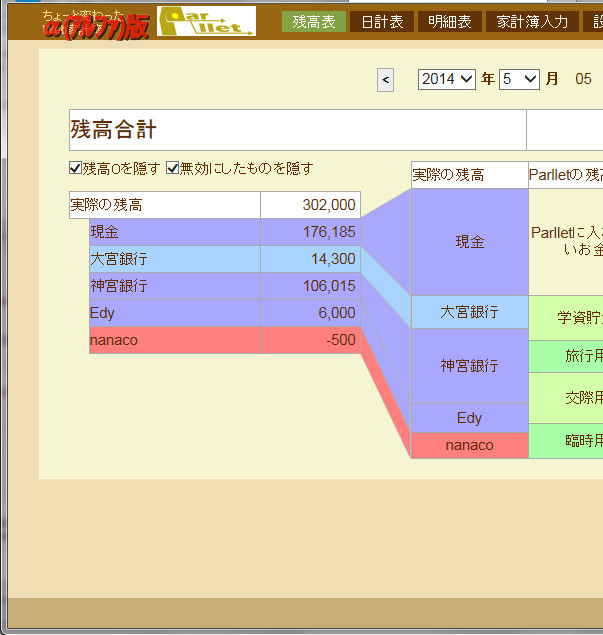 ちょーと変わった
α(アルファ)版
Parllet
残高表 日計表 明細表 家計簿入力
< 2014 年 5 月 05
残高合計
残高0を隠す 無効にしたものを隠す
実際の残高 302,000
現金 176,185
大宮銀行 14,300
神宮銀行 106,015
Edy 6,000
nanaco -500
実際の残高 Parlletの残
現金 Parlletに入
いお金
大宮銀行 学資貯
神宮銀行 旅行用
交際用
Edy
nanaco 臨時用